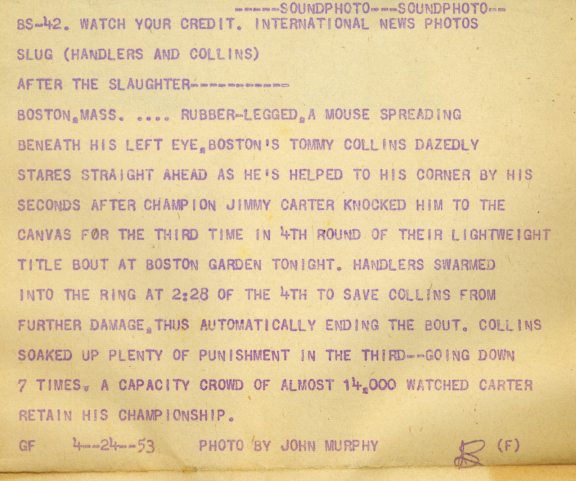 -----SOUNDPHOTO---SOUNDPHOTO--
BS-42. WATCH YOUR CREDIT. INTERNATIONAL NEWS PHOTOS
SLUG (HANDLERS AND COLLINS)
AFTER THE SLAUGHTER-----------
BOSTON,MASS. .... RUBBER-LEGGED,A MOUSE SPREADING
BENEATH HIS LEFT EYE,BOSTON'S TOMMY COLLINS DAZEDLY
STARES STRAIGHT AHEAD AS HE'S HELPED TO HIS CORNER BY HIS
SECONDS AFTER CHAMPION JIMMY CARTER KNOCKED HIM TO THE
CANVAS FOR THE THIRD TIME IN 4TH ROUND OF THEIR LIGHTWEIGHT
TITLE BOUT AT BOSTON GARDEN TONIGHT. HANDLERS SWARMED
INTO THE RING AT 2:28 OF THE 4TH TO SAVE COLLINS FROM
FURTHER DAMAGE,THUS AUTOMATICALLY ENDING THE BOUT. COLLINS
SOAKED UP PLENTY OF PUNISHMENT IN THE THIRD--GOING DOWN
7 TIMES. A CAPACITY CROWD OF ALMOST 14,000 WATCHED CARTER
RETAIN HIS CHAMPIONSHIP.
GF 4--24--53 PHOTO BY JOHN MURPHY (F)